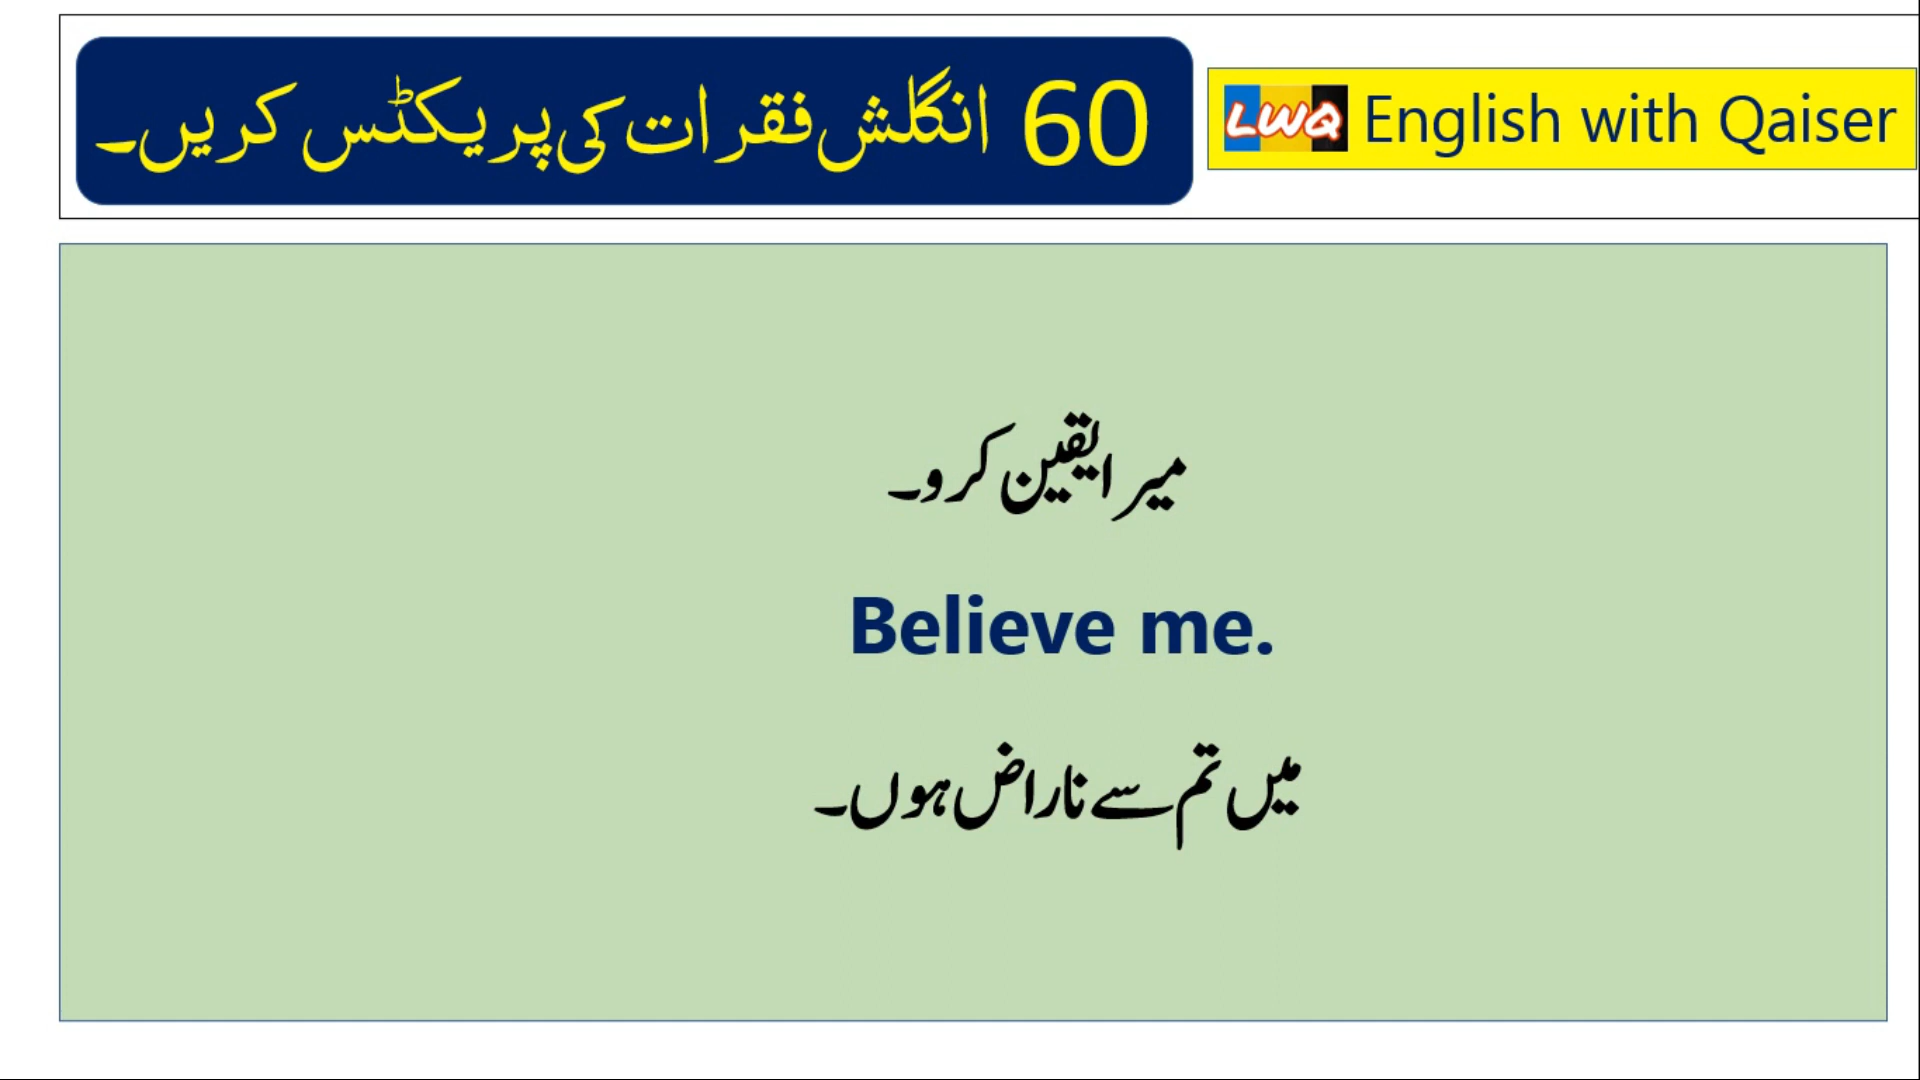 60 انگلش فقرات کی پریکٹس کریں۔
LWQ English with Qaiser
میرا یقین کرو۔
Believe me.
میں تم سے ناراض ہوں۔